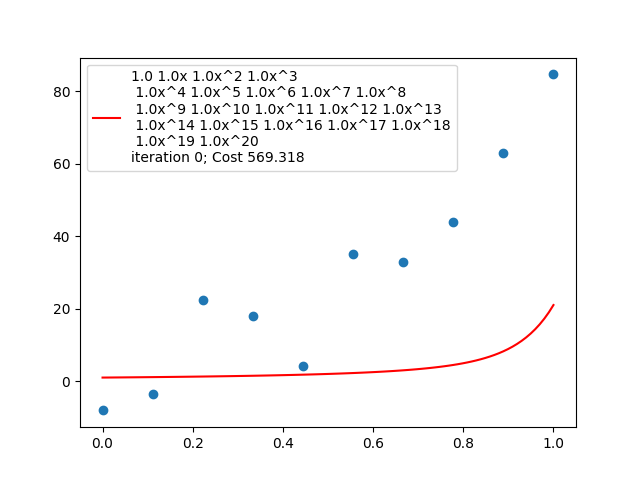 1.0 1.0x 1.0x^2 1.0x^3
1.0x^4 1.0x^5 1.0x^6 1.0x^7 1.0x^8
1.0x^9 1.0x^10 1.0x^11 1.0x^12 1.0x^13
1.0x^14 1.0x^15 1.0x^16 1.0x^17 1.0x^18
1.0x^19 1.0x^20
iteration 0; Cost 569.318
80
60
40
20
0
0.0 0.2 0.4 0.6 0.8 1.0